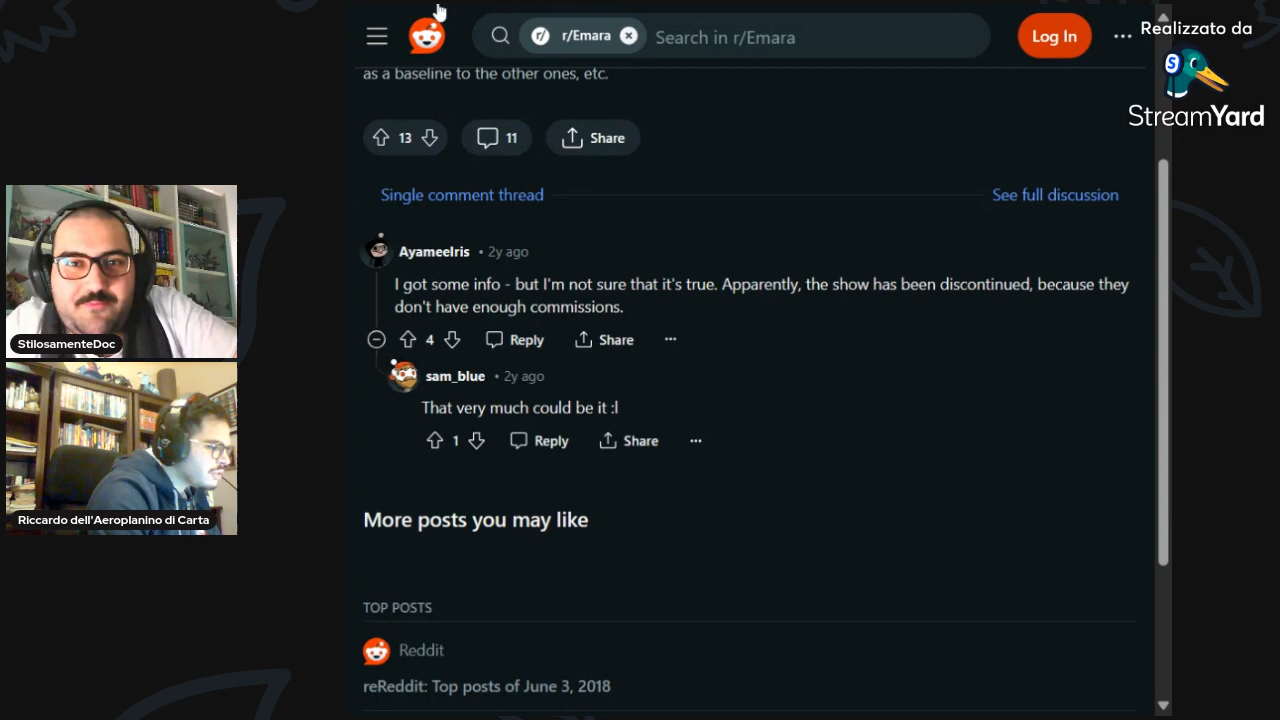 r/Emara
Search in r/Emara
Log In
Realizzato da
StreamYard
as a baseline to the other ones, etc.
13
11
Share
Single comment thread
See full discussion
AyameeIris • 2y ago
I got some info - but I'm not sure that it's true. Apparently, the show has been discontinued, because they
don't have enough commissions.
4
Reply
Share
sam_blue • 2y ago
That very much could be it :l
1
Reply
Share
More posts you may like
TOP POSTS
Reddit
reReddit: Top posts of June 3, 2018
StilosamenteDoc
Riccardo dell'Aeroplanino di Carta